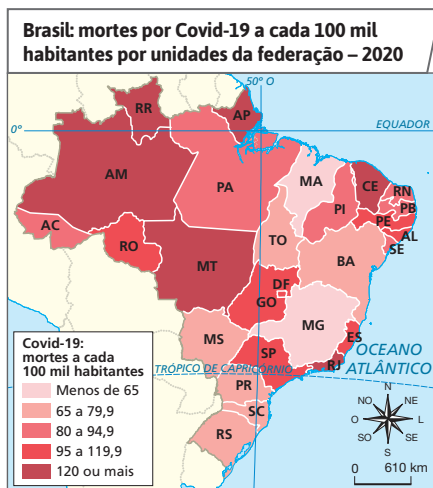 Brasil: mortes por Covid-19 a cada 100 mil
habitantes por unidades da federação – 2020
50° O
0°
EQUADOR
RR
AP
AM
PA
MA
CE
RN
PB
PI
PE
AL
SE
AC
RO
TO
BA
MT
DF
GO
MG
ES
MS
SP
RJ
OCEANO
ATLÂNTICO
TRÓPICO DE CAPRICÓRNIO
PR
SC
RS
Covid-19:
mortes a cada
100 mil habitantes
Menos de 65
65 a 79,9
80 a 94,9
95 a 119,9
120 ou mais
N
NO NE
O L
SO SE
S
0 610 km